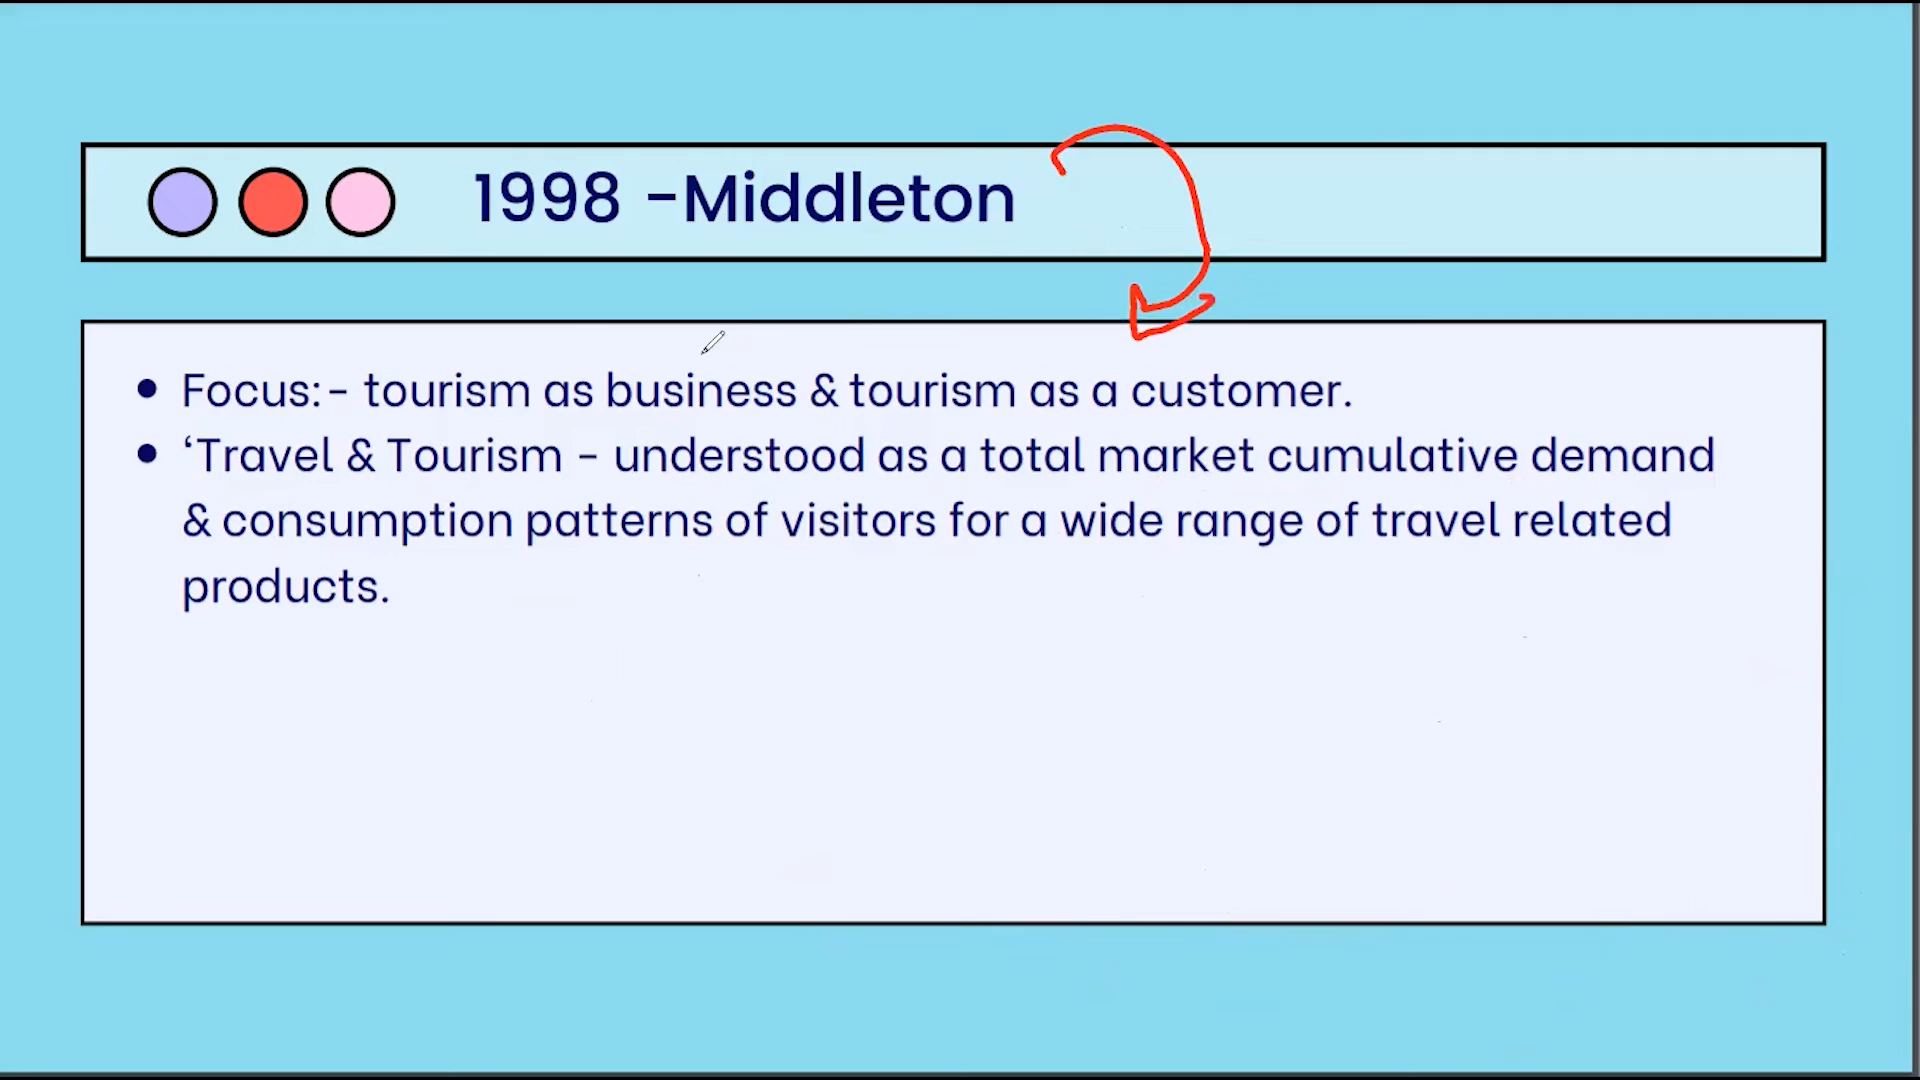 1998 -Middleton
• Focus:- tourism as business & tourism as a customer.
• ‘Travel & Tourism - understood as a total market cumulative demand
& consumption patterns of visitors for a wide range of travel related
products.